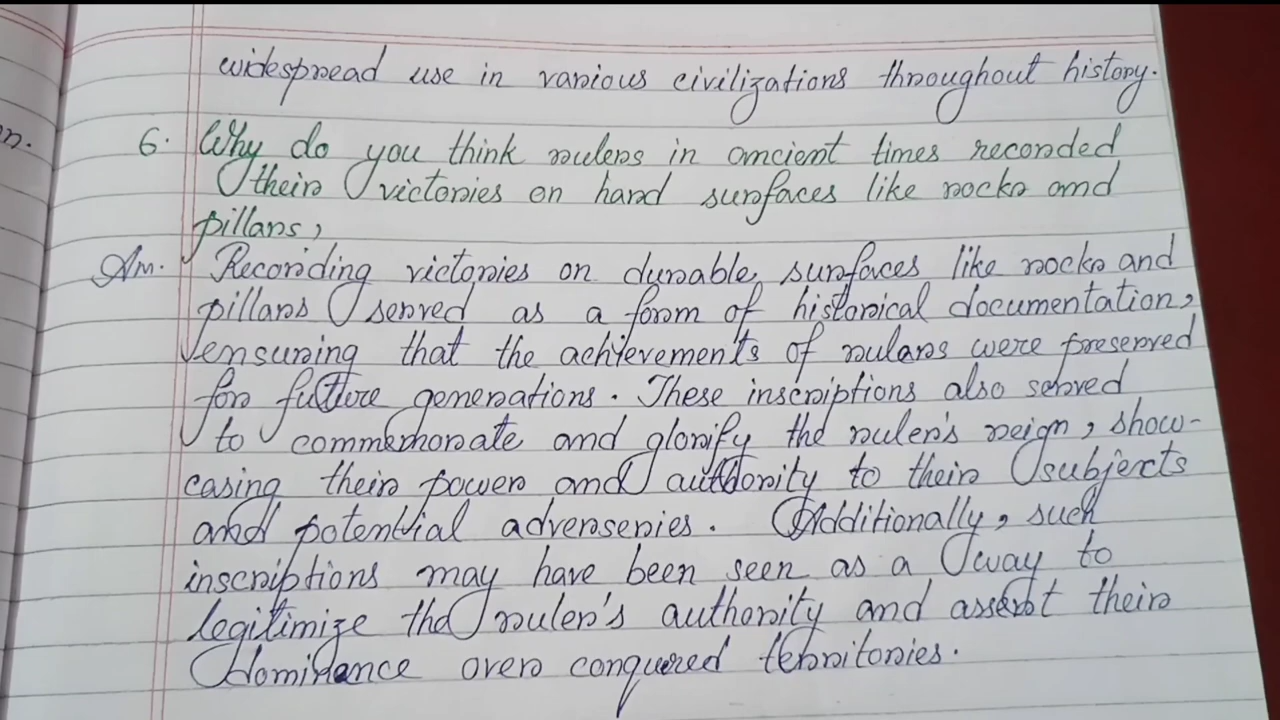 widespread use in various civilizations throughout history.
n.
6. Why do you think rulers in ancient times recorded
their victories on hard surfaces like rocks and
pillars,
Ans. Recording victories on durable surfaces like rocks and
pillars served as a form of historical documentation,
ensuring that the achievements of rulars were preserved
for future generations. These inscriptions also served
to commemorate and glorify the ruler's reign, show-
casing their power and authority to their subjects
and potential adverseries. Additionally, such
inscriptions may have been seen as a way to
legitimize the ruler's authority and assert their
dominance over conquered territories.